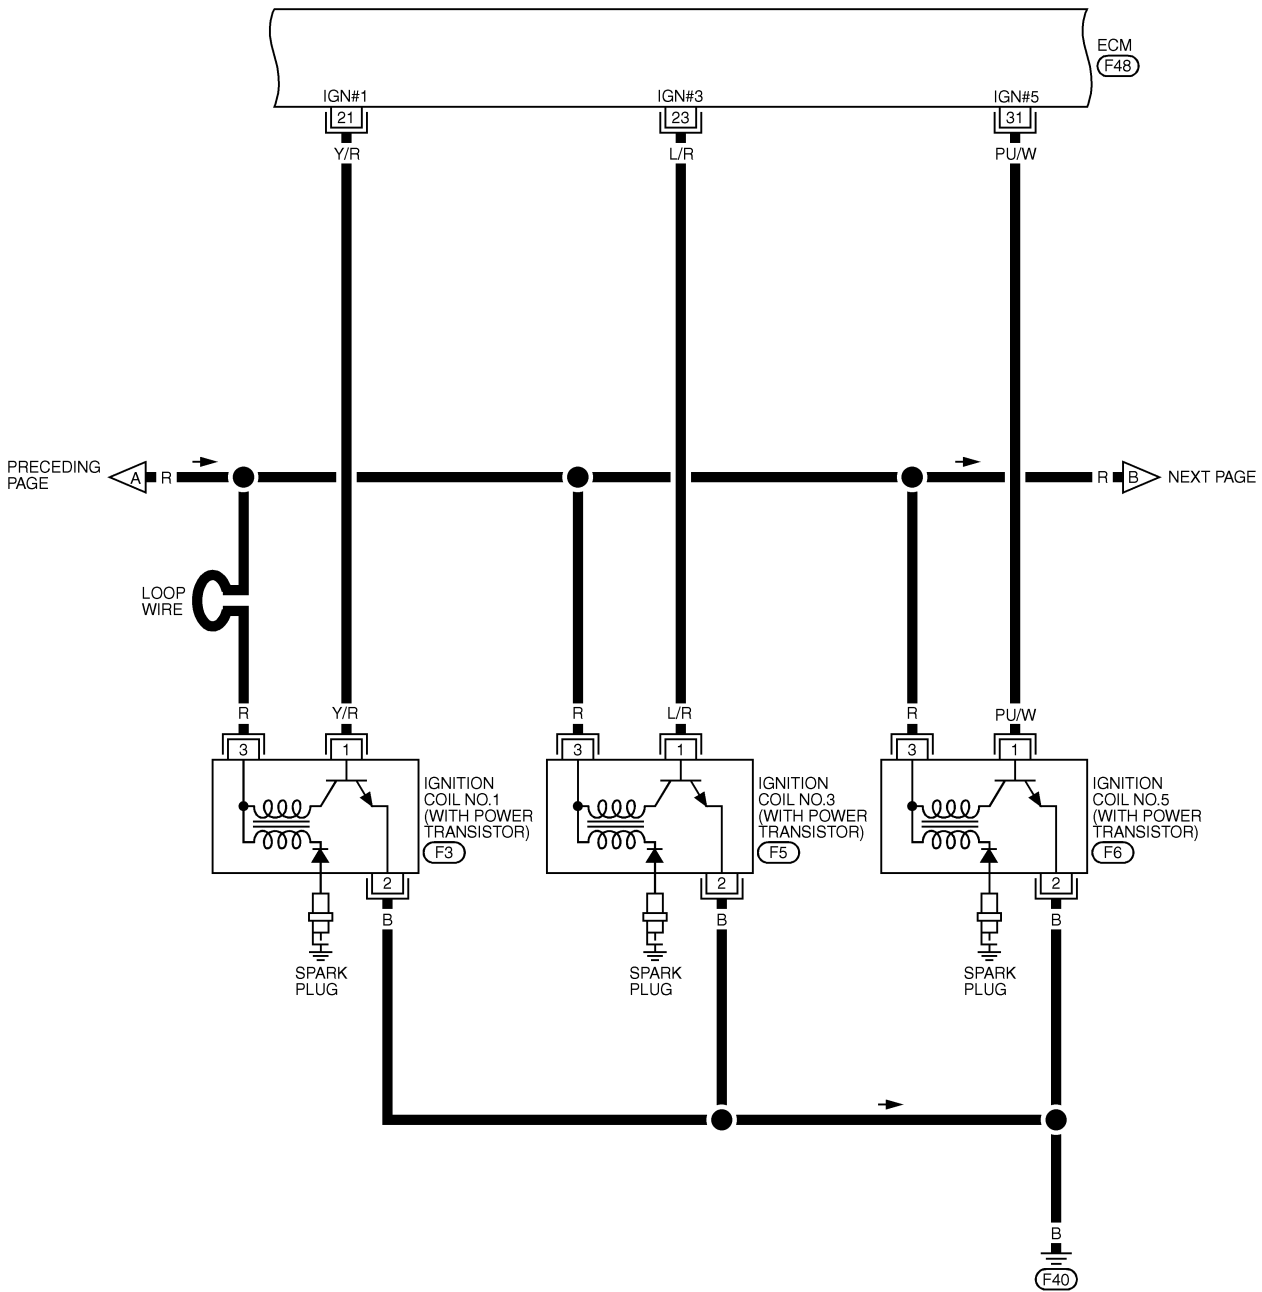 ECM
F48
IGN#1
IGN#3
IGN#5
21
23
31
Y/R
L/R
PU/W
PRECEDING
PAGE
A
R
R
B
NEXT PAGE
LOOP
WIRE
R
Y/R
R
L/R
R
PU/W
3
1
3
1
3
1
IGNITION
COIL NO.1
(WITH POWER
TRANSISTOR)
F3
IGNITION
COIL NO.3
(WITH POWER
TRANSISTOR)
F5
IGNITION
COIL NO.5
(WITH POWER
TRANSISTOR)
F6
2
2
2
B
B
B
SPARK
PLUG
SPARK
PLUG
SPARK
PLUG
B
F40